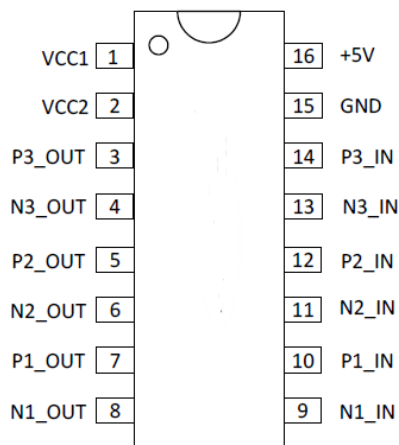 VCC1 1 16 +5V
VCC2 2 15 GND
P3_OUT 3 14 P3_IN
N3_OUT 4 13 N3_IN
P2_OUT 5 12 P2_IN
N2_OUT 6 11 N2_IN
P1_OUT 7 10 P1_IN
N1_OUT 8 9 N1_IN